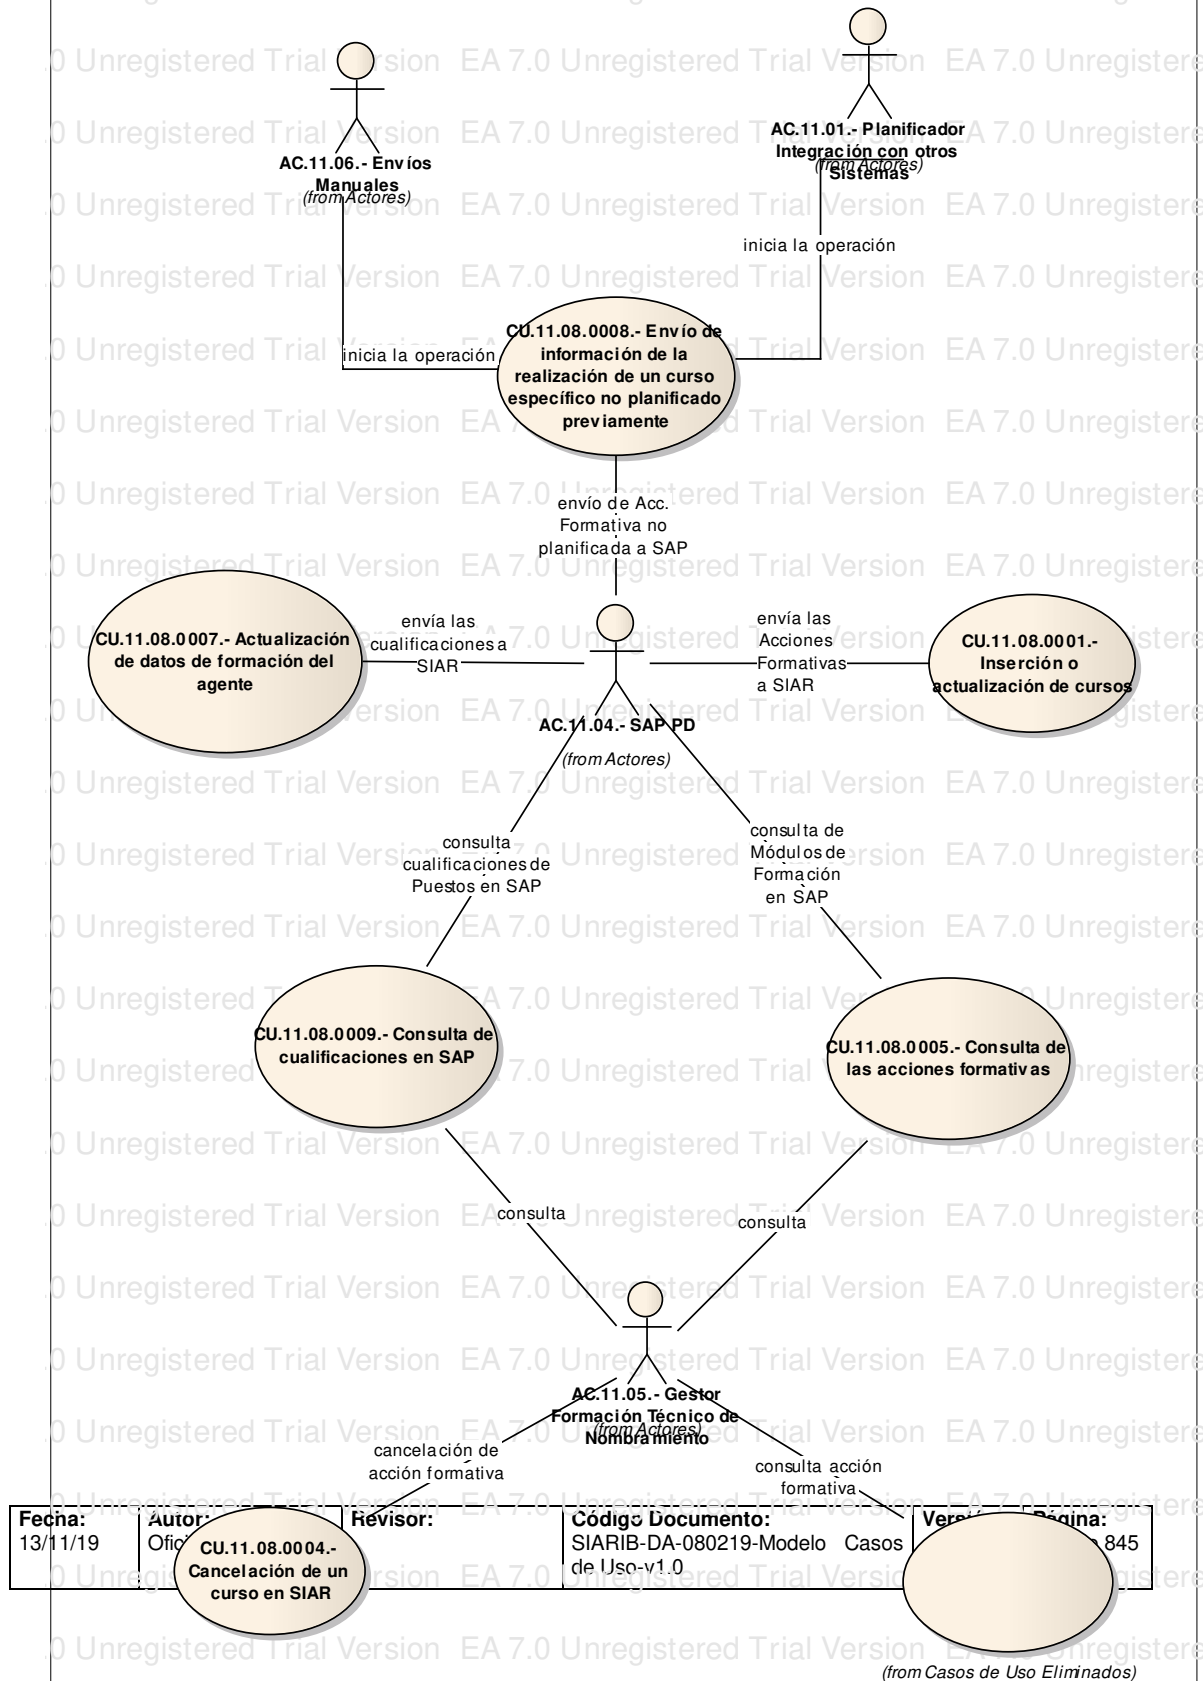 AC.11.06.- Envíos
Manuales
(from Actores)
AC.11.01.- Planificador
Integración con otros
Sistemas
(from Actores)
inicia la operación
inicia la operación
CU.11.08.0008.- Envío de
información de la
realización de un curso
específico no planificado
previamente
envío de Acc.
Formativa no
planificada a SAP
CU.11.08.0007.- Actualización
de datos de formación del
agente
envía las
cualificaciones a
SIAR
envía las
Acciones
Formativas
a SIAR
CU.11.08.0001.-
Inserción o
actualización de cursos
AC.11.04.- SAP PD
(from Actores)
consulta
cualificaciones de
Puestos en SAP
consulta de
Módulos de
Formación
en SAP
CU.11.08.0009.- Consulta de
cualificaciones en SAP
CU.11.08.0005.- Consulta de
las acciones formativas
consulta
consulta
AC.11.05.- Gestor
Formación Técnico de
Nombramiento
(from Actores)
cancelación de
acción formativa
consulta acción
formativa
Fecha:
13/11/19
Autor:
Revisor:
Código Documento:
SIARIB-DA-080219-Modelo Casos
de Uso-v1.0
Página:
845
CU.11.08.0004.-
Cancelación de un
curso en SIAR
(from Casos de Uso Eliminados)
EA 7.0 Unregistered Trial Version